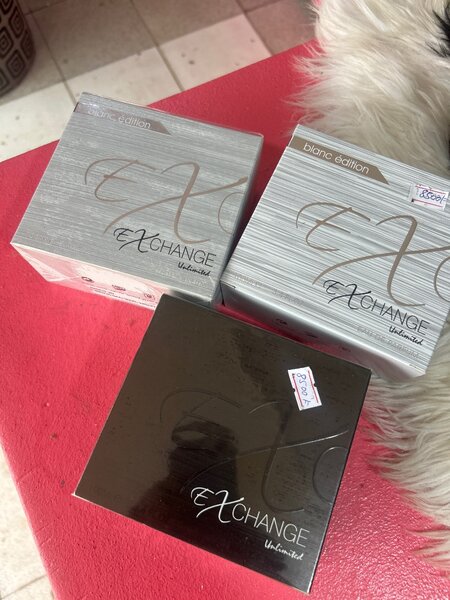 blanc édition
EX
EXCHANGE
Unlimited
blanc édition
8500/-
EX
EXCHANGE
Unlimited
EAU DE PARFUM
8500/-
EX
EXCHANGE
Unlimited